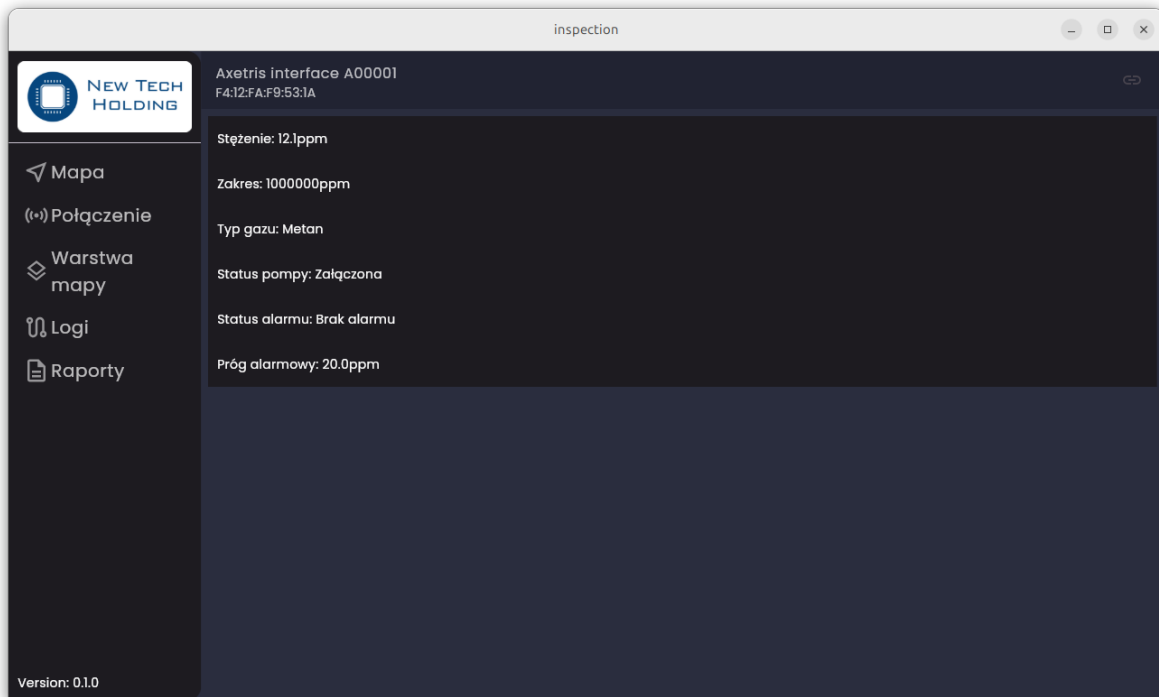 inspection
New Tech
Holding
Axetris interface A00001
F4:12:FA:F9:53:1A
Mapa
Połączenie
Warstwa
mapy
Logi
Raporty
Stężenie: 12.1ppm
Zakres: 1000000ppm
Typ gazu: Metan
Status pompy: Załączona
Status alarmu: Brak alarmu
Próg alarmowy: 20.0ppm
Version: 0.1.0